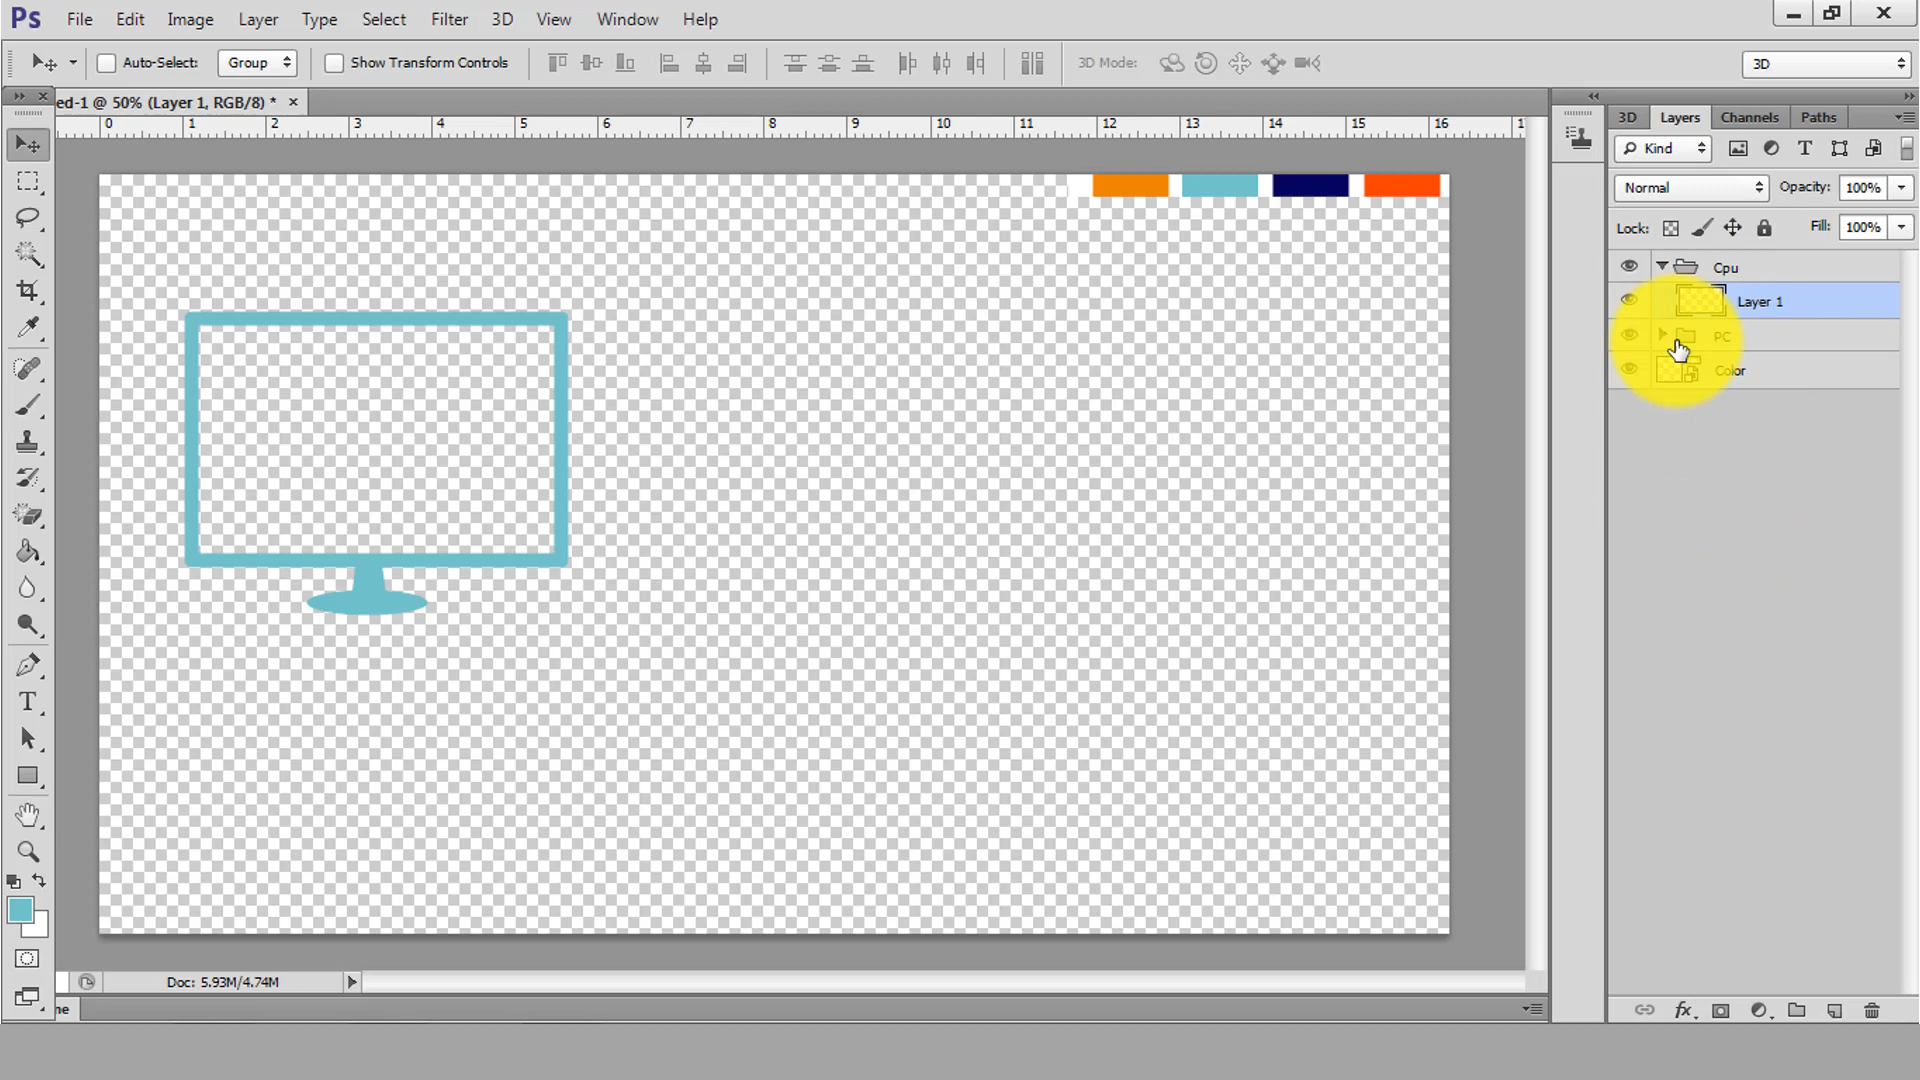 Ps File Edit Image Layer Type Select Filter 3D View Window Help
Auto-Select: Group Show Transform Controls 3D Mode: 3D
ed-1 @ 50% (Layer 1, RGB/8) *
0 1 2 3 4 5 6 7 8 9 10 11 12 13 14 15 16 1
3D Layers Channels Paths
Kind T
Normal Opacity: 100%
Lock: Fill: 100%
Cpu
Layer 1
PC
Color
T
Doc: 5.93M/4.74M
ne
fx